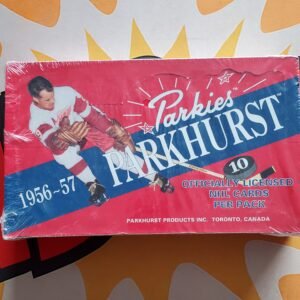 Parkies
PARKHURST
1956-57
10
OFFICIALLY LICENSED
NHL CARDS
PER PACK
PARKHURST PRODUCTS INC. TORONTO, CANADA